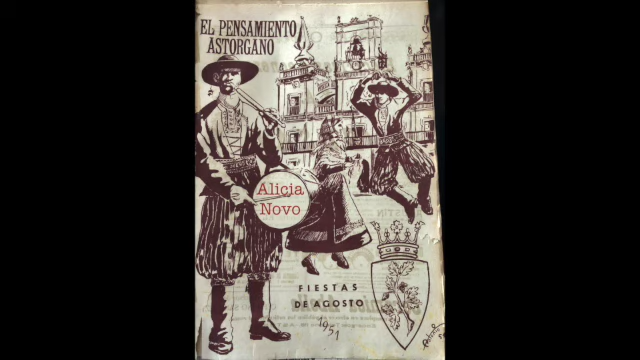 EL PENSAMIENTO
ASTORGANO
Alicia
Novo
FIESTAS
DE AGOSTO
1951